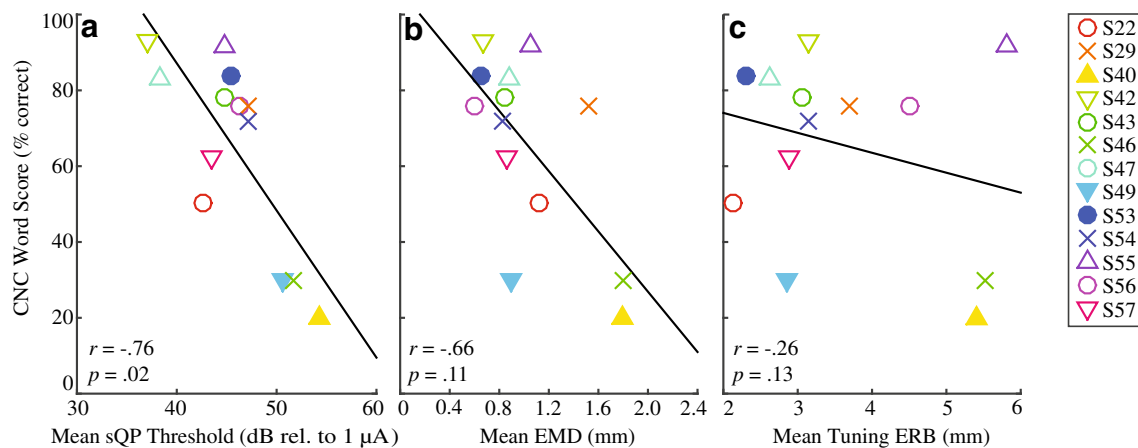 a
b
c
CNC Word Score (% correct)
100
80
60
40
20
0
r = -.76
p = .02
r = -.66
p = .11
r = -.26
p = .13
30
40
50
60
0
0.4
0.8
1.2
1.6
2.0
2.4
2
3
4
5
6
Mean sQP Threshold (dB rel. to 1 µA)
Mean EMD (mm)
Mean Tuning ERB (mm)
S22
S29
S40
S42
S43
S46
S47
S49
S53
S54
S55
S56
S57